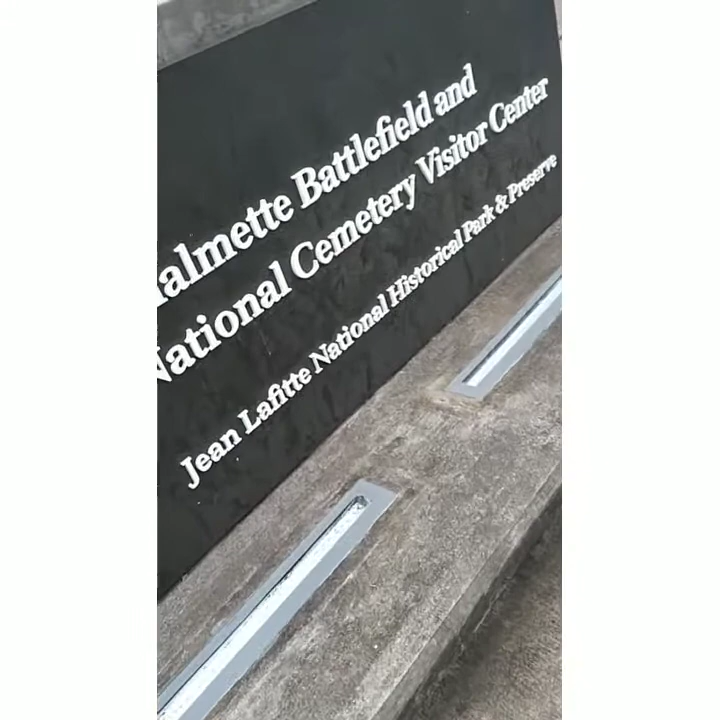 almette Battlefield and
National Cemetery Visitor Center
Jean Lafitte National Historical Park & Preserve